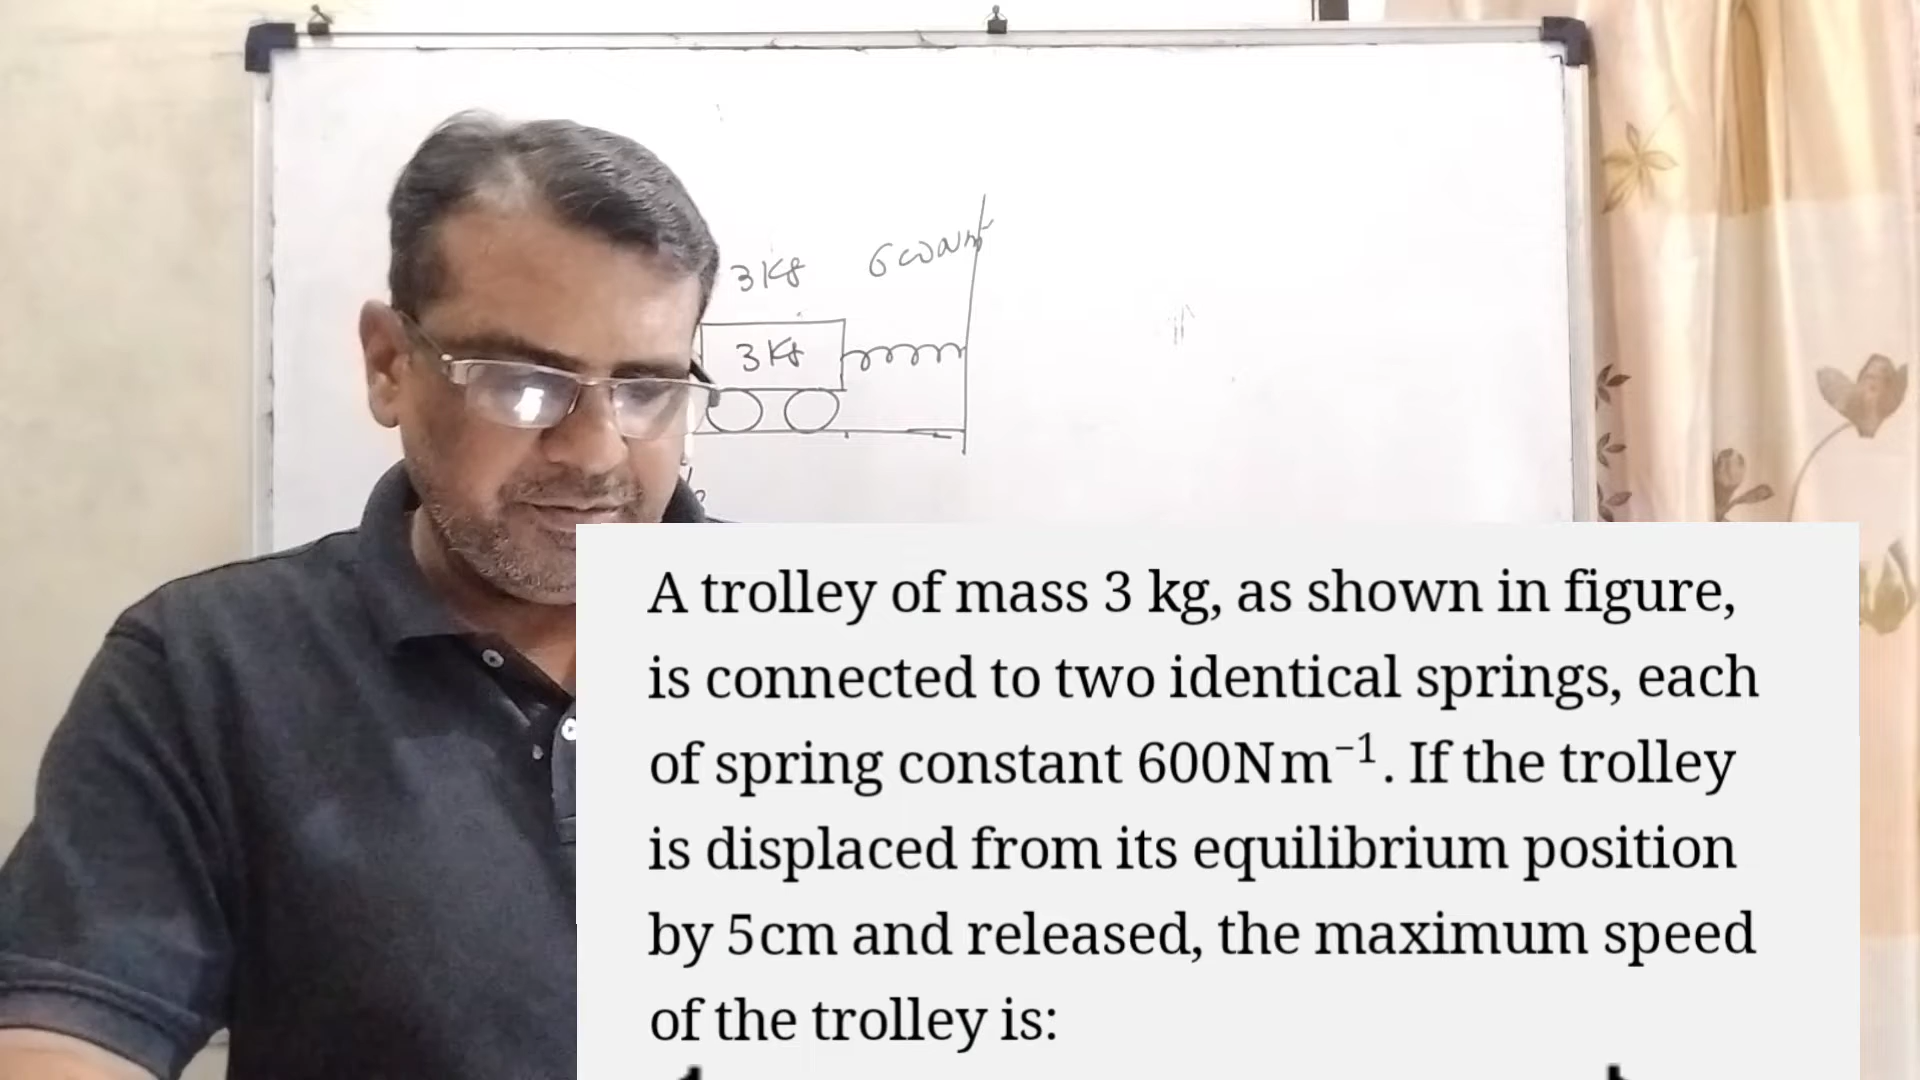 3 Kg
3 Kg
A trolley of mass 3 kg, as shown in figure,
is connected to two identical springs, each
of spring constant 600Nm⁻¹. If the trolley
is displaced from its equilibrium position
by 5cm and released, the maximum speed
of the trolley is: